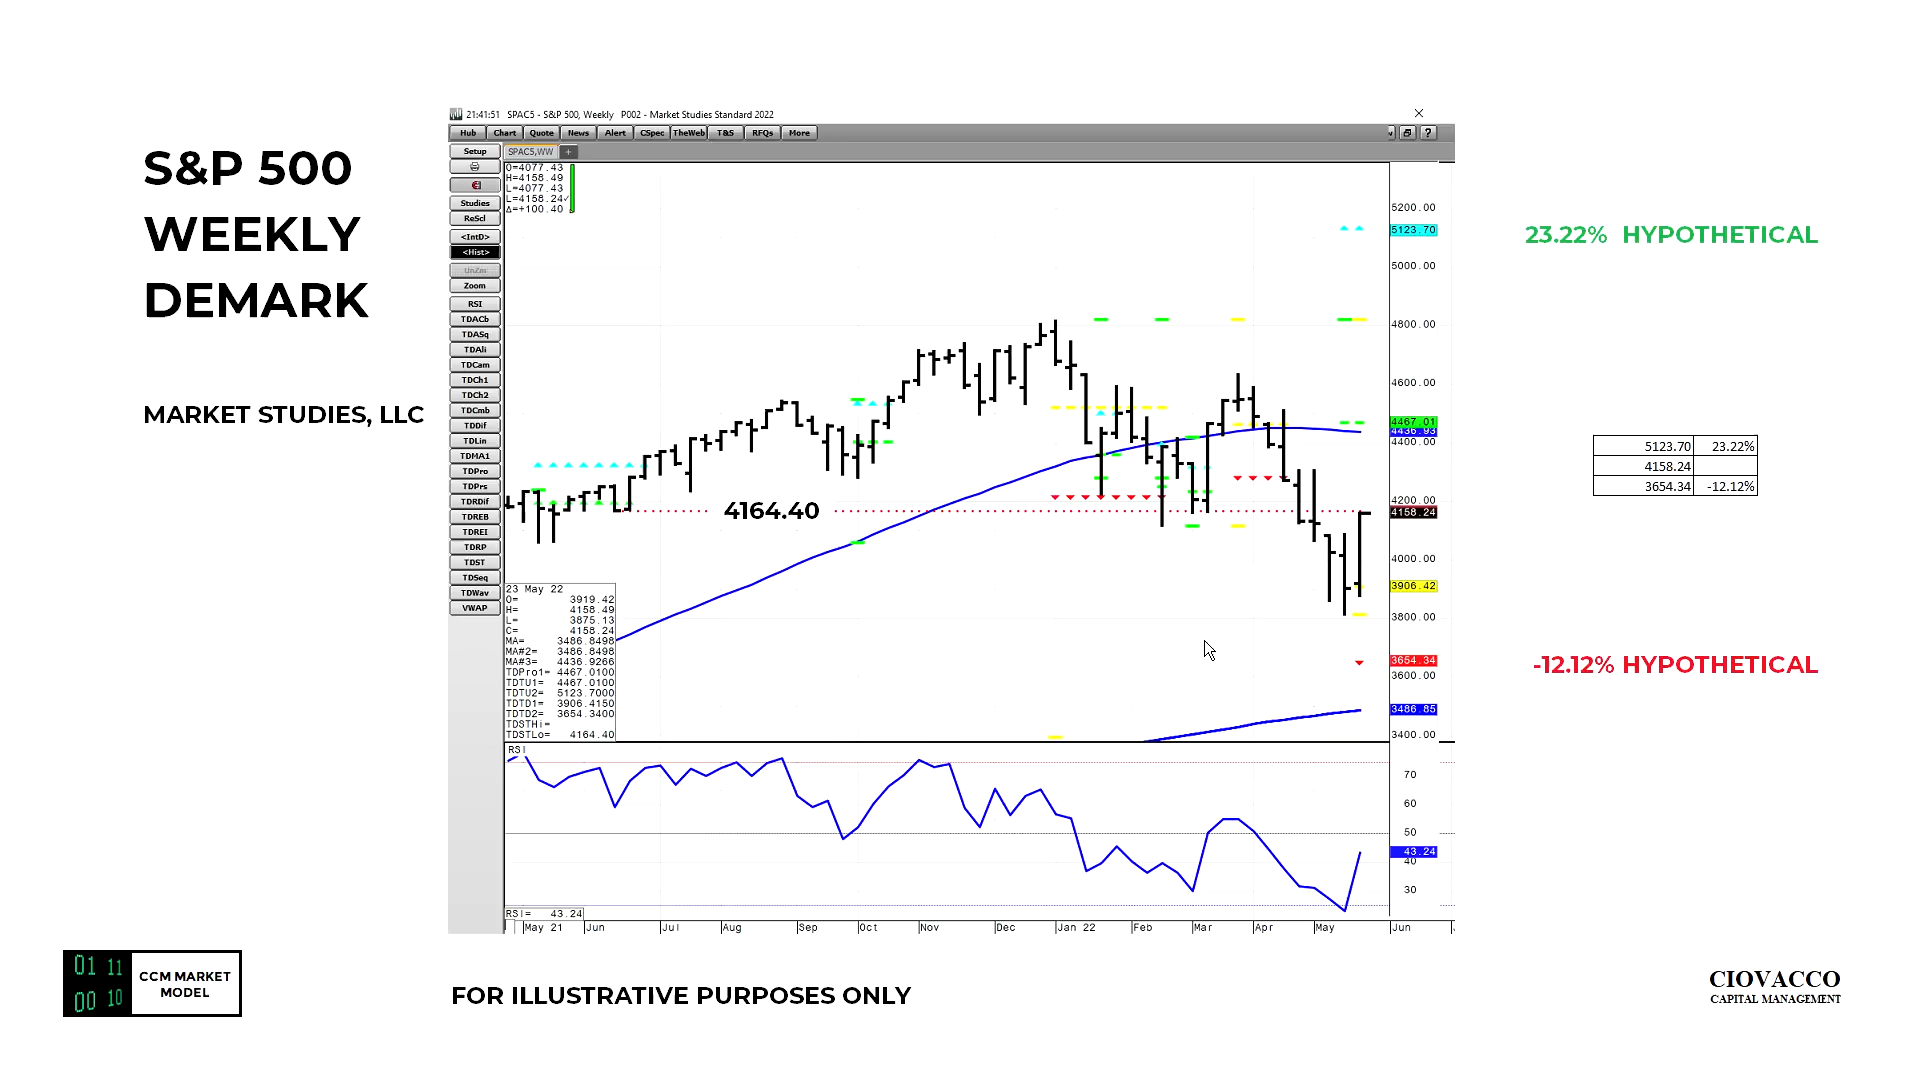 S&P 500
WEEKLY
DEMARK
MARKET STUDIES, LLC
21:41:51 SPAC5 - S&P 500, Weekly P002 - Market Studies Standard 2022
Hub Chart Quote News Alert CSpec TheWeb T&S RFQs More
?
Setup
SPAC5,WW +
Studies
ReScl
<IntD>
<Hist>
UnZm
Zoom
RSI
TDACb
TDASq
TDAli
TDCam
TDCh1
TDCh2
TDCmb
TDDif
TDLin
TDMA1
TDPro
TDPrs
TDRDif
TDREB
TDREI
TDRP
TDST
TDSeq
TDWav
VWAP
O=4077.43
H=4158.49
L=4077.43
L=4158.24✓
Δ=+100.40
4164.40
5200.00
5123.70
5000.00
4800.00
4600.00
4467.01
4436.93
4400.00
4200.00
4158.24
4000.00
3906.42
3800.00
3654.34
3600.00
3486.85
3400.00
23 May 22
O= 3919.42
H= 4158.49
L= 3875.13
C= 4158.24
MA= 3486.8498
MA#2= 3486.8498
MA#3= 4436.9266
TDPro1= 4467.0100
TDTU1= 4467.0100
TDTU2= 5123.7000
TDTD1= 3906.4150
TDTD2= 3654.3400
TDSTHi=
TDSTLo= 4164.40
RSI
70
60
50
43.24
40
30
RSI= 43.24
May 21 Jun Jul Aug Sep Oct Nov Dec Jan 22 Feb Mar Apr May Jun
23.22% HYPOTHETICAL
5123.70 23.22%
4158.24
3654.34 -12.12%
-12.12% HYPOTHETICAL
01 11
00 10
CCM MARKET
MODEL
FOR ILLUSTRATIVE PURPOSES ONLY
CIOVACCO
CAPITAL MANAGEMENT